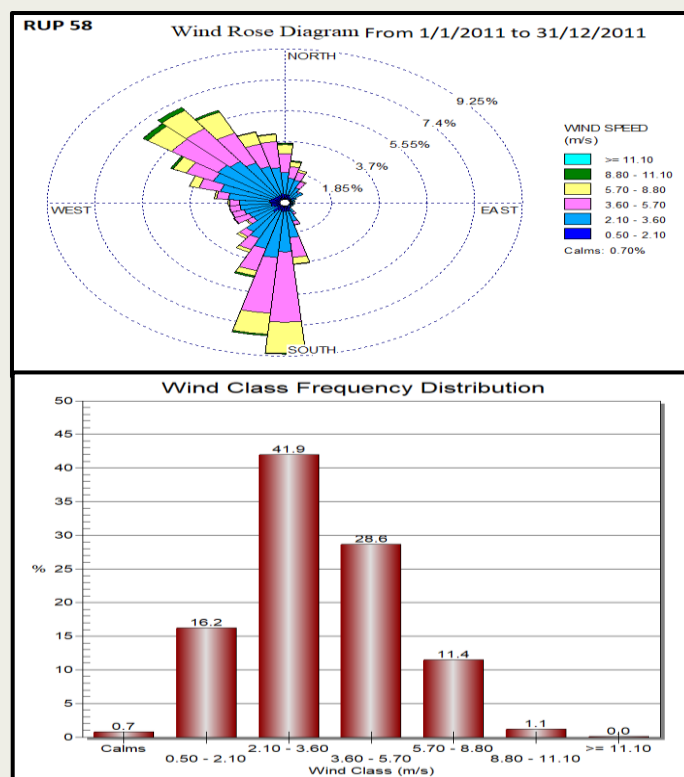 RUP 58
Wind Rose Diagram From 1/1/2011 to 31/12/2011
NORTH
9.25%
7.4%
5.55%
3.7%
1.85%
WEST
EAST
SOUTH
WIND SPEED
(m/s)
>= 11.10
8.80 - 11.10
5.70 - 8.80
3.60 - 5.70
2.10 - 3.60
0.50 - 2.10
Calms: 0.70%
Wind Class Frequency Distribution
50
45
40
35
30
25
20
15
10
5
0
%
0.7
16.2
41.9
28.6
11.4
1.1
0.0
Calms
0.50 - 2.10
2.10 - 3.60
3.60 - 5.70
5.70 - 8.80
8.80 - 11.10
>= 11.10
Wind Class (m/s)